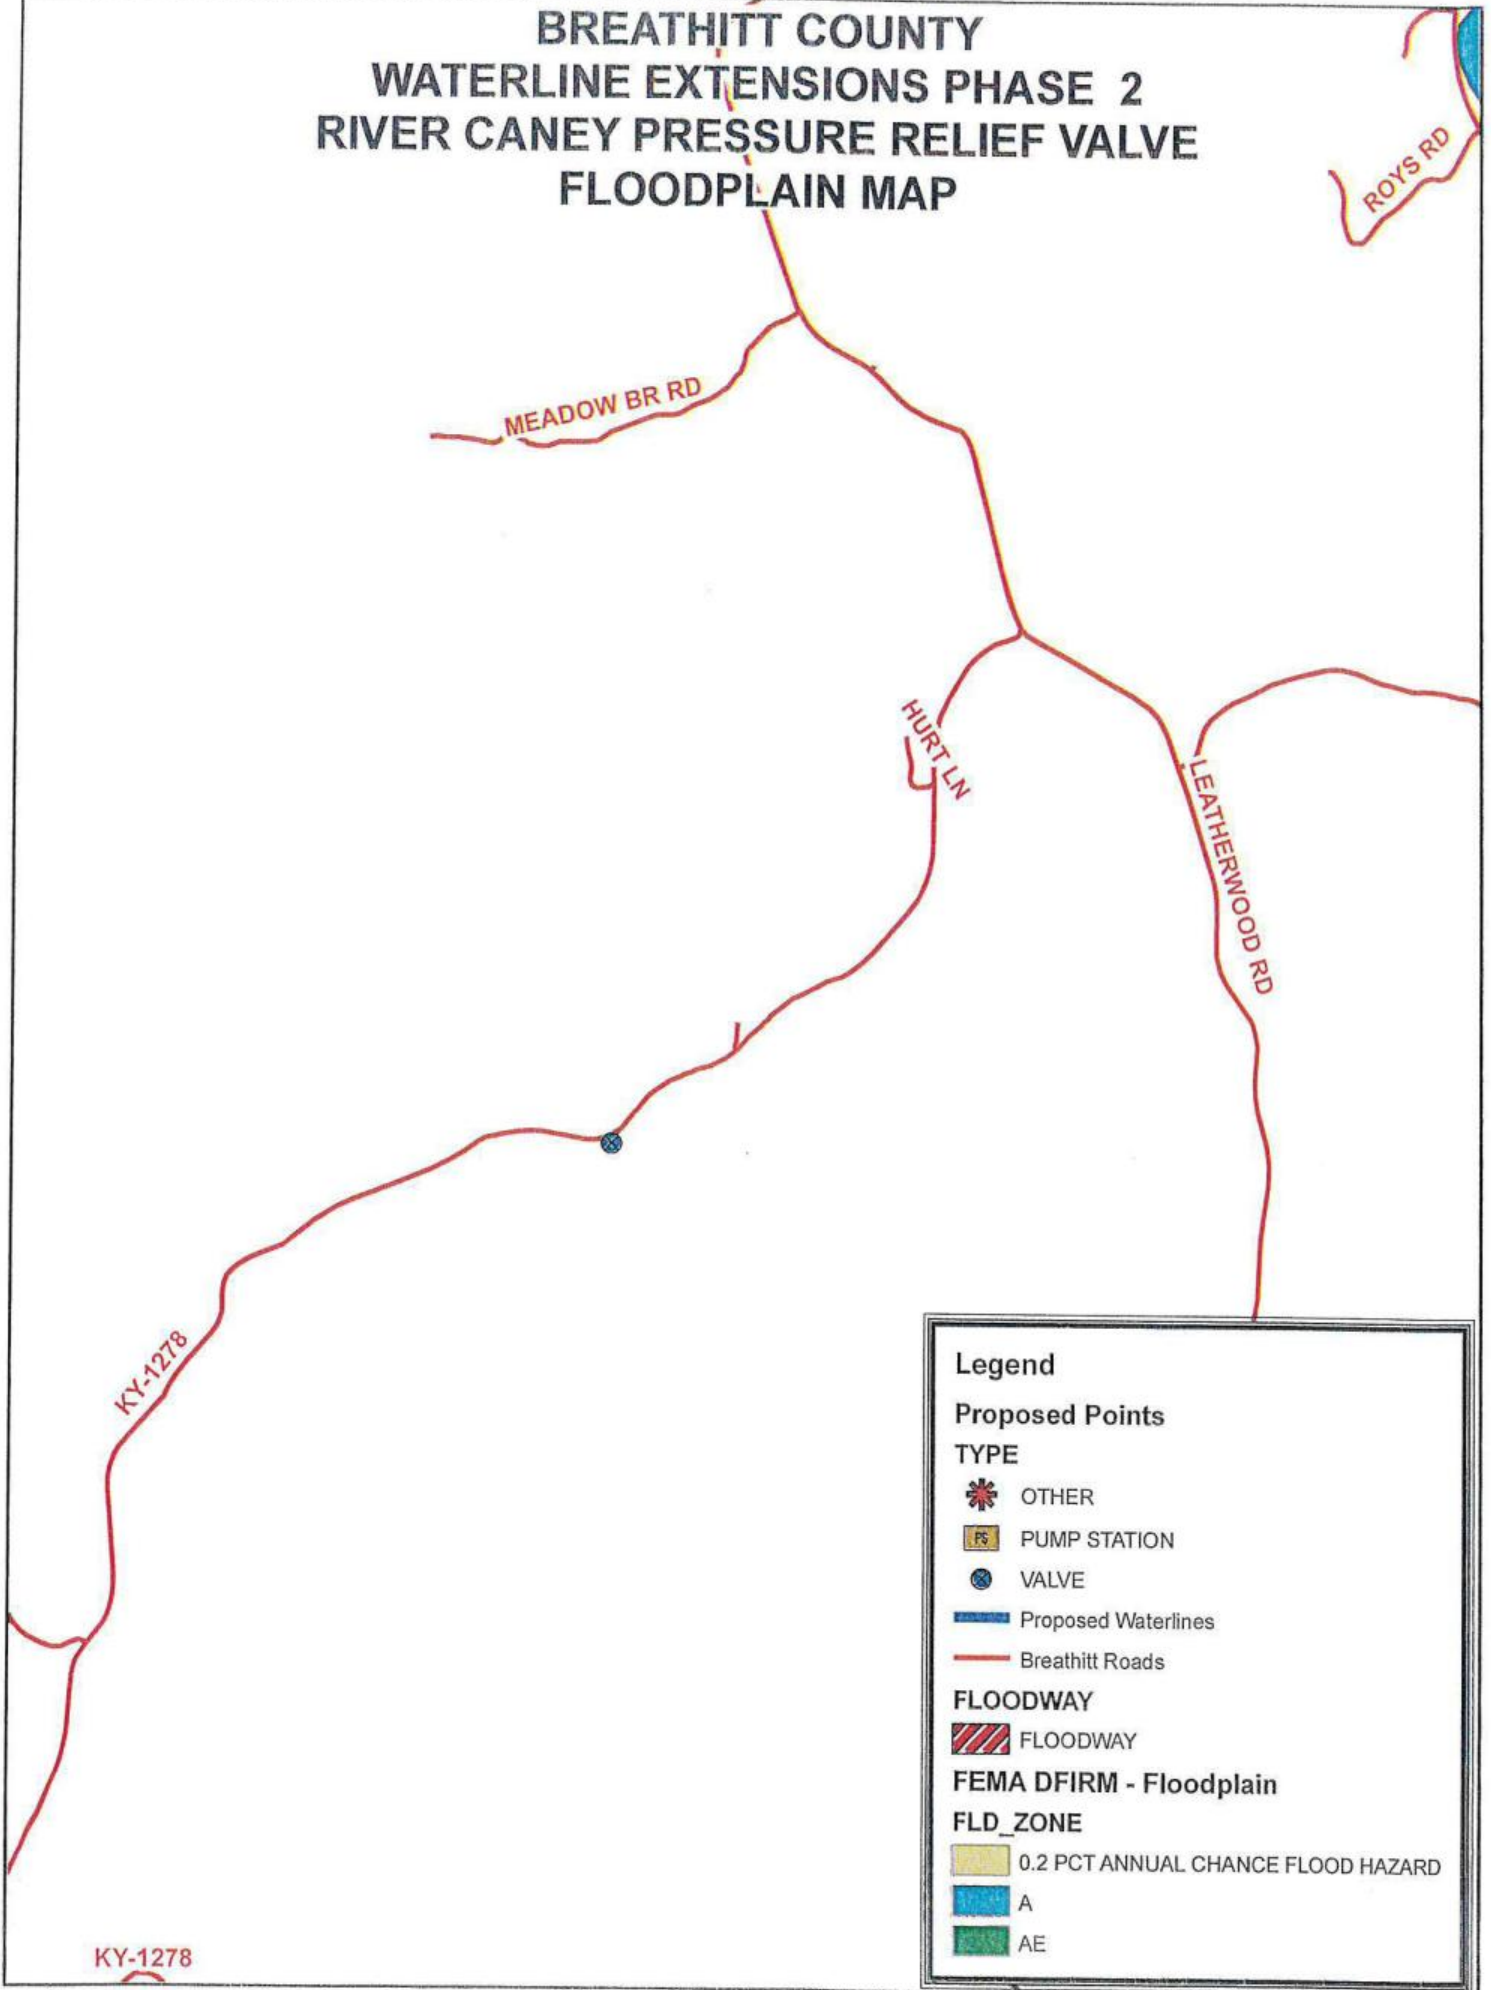 BREATHITT COUNTY
WATERLINE EXTENSIONS PHASE 2
RIVER CANEY PRESSURE RELIEF VALVE
FLOODPLAIN MAP
ROYS RD
MEADOW BR RD
HURT LN
LEATHERWOOD RD
KY-1278
KY-1278
Legend
Proposed Points
TYPE
OTHER
PS PUMP STATION
VALVE
Proposed Waterlines
Breathitt Roads
FLOODWAY
FLOODWAY
FEMA DFIRM - Floodplain
FLD_ZONE
0.2 PCT ANNUAL CHANCE FLOOD HAZARD
A
AE